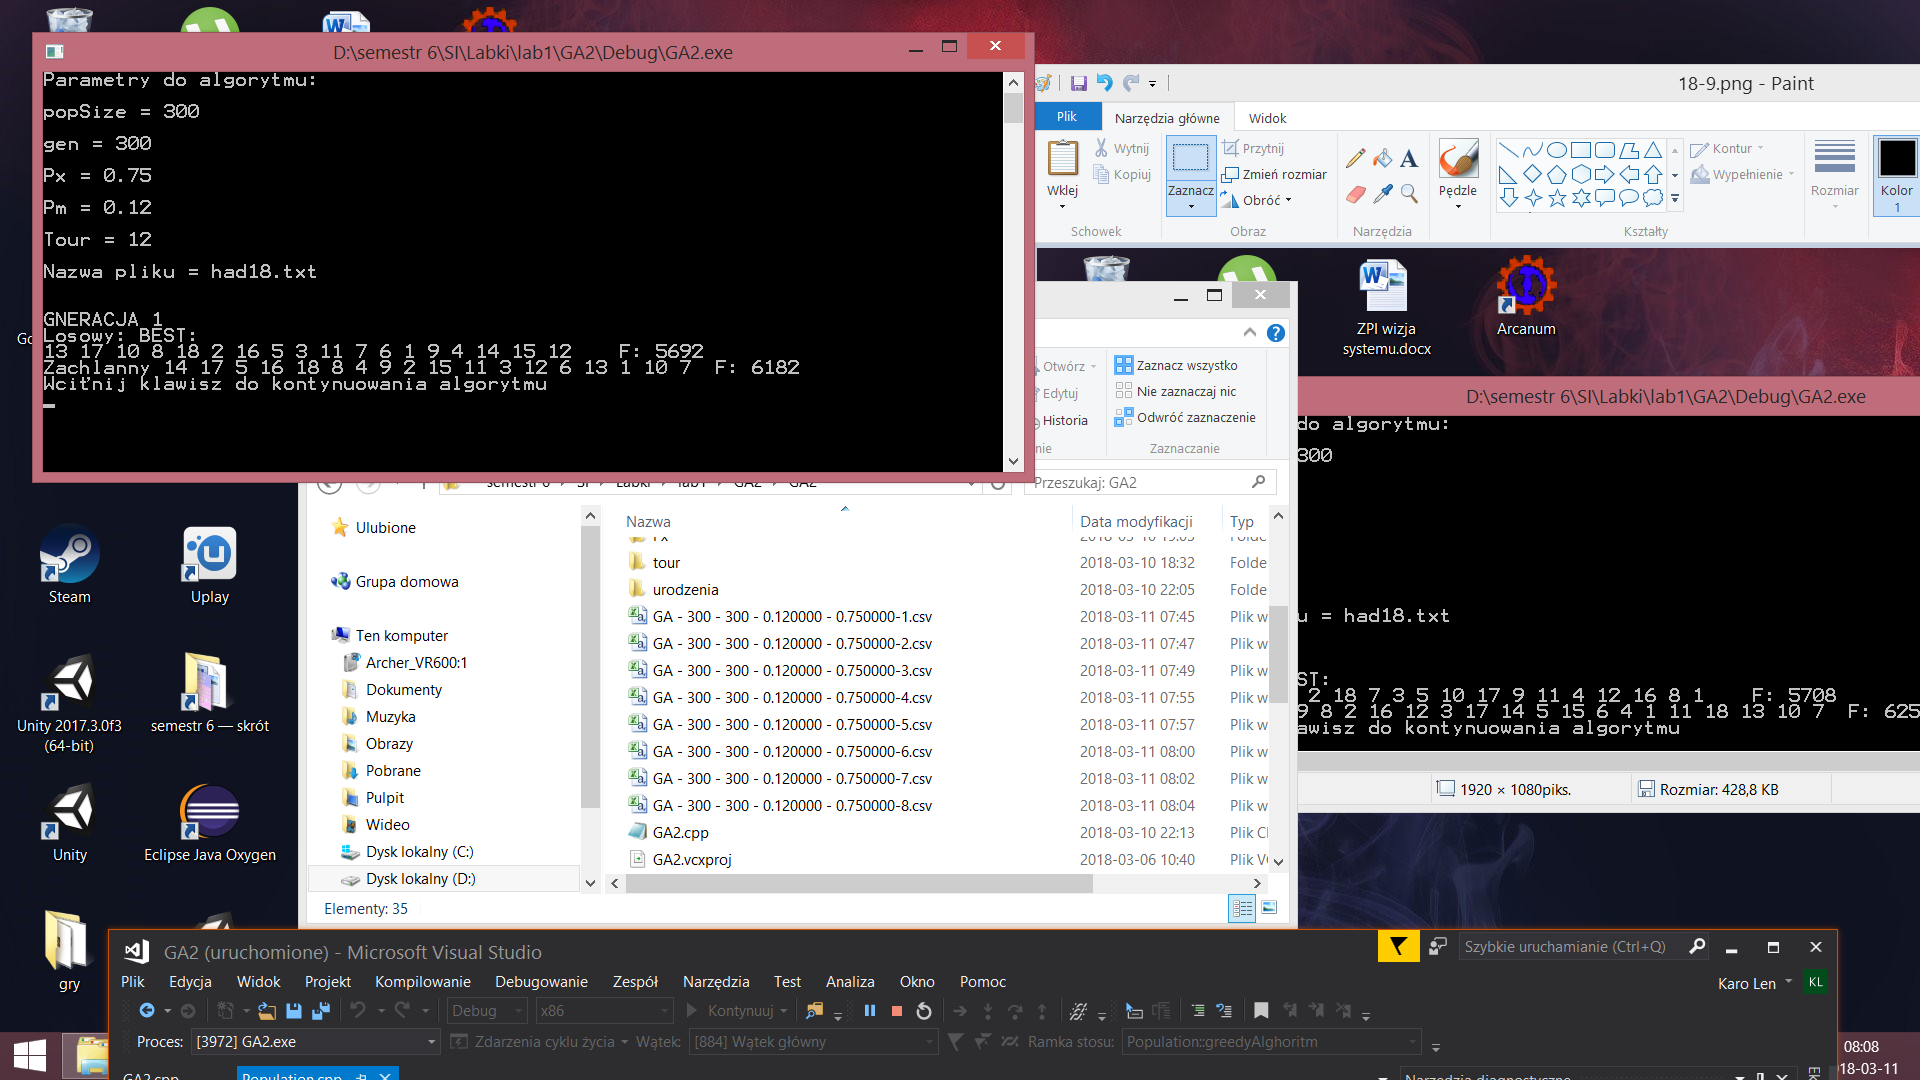 D:\semestr 6\SI\Labki\lab1\GA2\Debug\GA2.exe
Parametry do algorytmu:
popSize = 300
gen = 300
Px = 0.75
Pm = 0.12
Tour = 12
Nazwa pliku = had18.txt
GNERACJA 1
Losowy: BEST:
13 17 10 8 18 2 16 5 3 11 7 6 1 9 4 14 15 12 F: 5692
Zachlanny 14 17 5 16 18 8 4 9 2 15 11 3 12 6 13 1 10 7 F: 6182
Wciťnij klawisz do kontynuowania algorytmu
18-9.png - Paint
Plik
Narzędzia główne
Widok
Wklej
Wytnij
Kopiuj
Schowek
Zaznacz
Przytnij
Zmień rozmiar
Obróć
Obraz
Narzędzia
Pędzle
Kształty
Kontur
Wypełnienie
Rozmiar
Kolor
1
ZPI wizja
systemu.docx
Arcanum
Otwórz
Edytuj
Historia
nie
Zaznacz wszystko
Nie zaznaczaj nic
Odwróć zaznaczenie
Zaznaczanie
D:\semestr 6\SI\Labki\lab1\GA2\Debug\GA2.exe
do algorytmu:
300
u = had18.txt
ST:
2 18 7 3 5 10 17 9 11 4 12 16 8 1 F: 5708
9 8 2 16 12 3 17 14 5 15 6 4 1 11 18 13 10 7 F: 625
awisz do kontynuowania algorytmu
1920 × 1080piks.
Rozmiar: 428,8 KB
semestr 6 SI Labki lab1 GA2 GA2
Przeszukaj: GA2
Ulubione
Grupa domowa
Ten komputer
Archer_VR600:1
Dokumenty
Muzyka
Obrazy
Pobrane
Pulpit
Wideo
Dysk lokalny (C:)
Dysk lokalny (D:)
Nazwa Data modyfikacji Typ
Px 2018-03-10 19:05 Folde
tour 2018-03-10 18:32 Folde
urodzenia 2018-03-10 22:05 Folde
GA - 300 - 300 - 0.120000 - 0.750000-1.csv 2018-03-11 07:45 Plik w
GA - 300 - 300 - 0.120000 - 0.750000-2.csv 2018-03-11 07:47 Plik w
GA - 300 - 300 - 0.120000 - 0.750000-3.csv 2018-03-11 07:49 Plik w
GA - 300 - 300 - 0.120000 - 0.750000-4.csv 2018-03-11 07:55 Plik w
GA - 300 - 300 - 0.120000 - 0.750000-5.csv 2018-03-11 07:57 Plik w
GA - 300 - 300 - 0.120000 - 0.750000-6.csv 2018-03-11 08:00 Plik w
GA - 300 - 300 - 0.120000 - 0.750000-7.csv 2018-03-11 08:02 Plik w
GA - 300 - 300 - 0.120000 - 0.750000-8.csv 2018-03-11 08:04 Plik w
GA2.cpp 2018-03-10 22:13 Plik C
GA2.vcxproj 2018-03-06 10:40 Plik V
Elementy: 35
Go
Steam
Uplay
Unity 2017.3.0f3
(64-bit)
semestr 6 — skrót
Unity
Eclipse Java Oxygen
gry
GA2 (uruchomione) - Microsoft Visual Studio
Szybkie uruchamianie (Ctrl+Q)
Plik Edycja Widok Projekt Kompilowanie Debugowanie Zespół Narzędzia Test Analiza Okno Pomoc
Karo Len KL
Debug x86 Kontynuuj
Proces: [3972] GA2.exe Zdarzenia cyklu życia Wątek: [884] Wątek główny Ramka stosu: Population::greedyAlghoritm
GA2.cpp Population.cpp Narzędzia diagnostyczne
EK
08:08
18-03-11